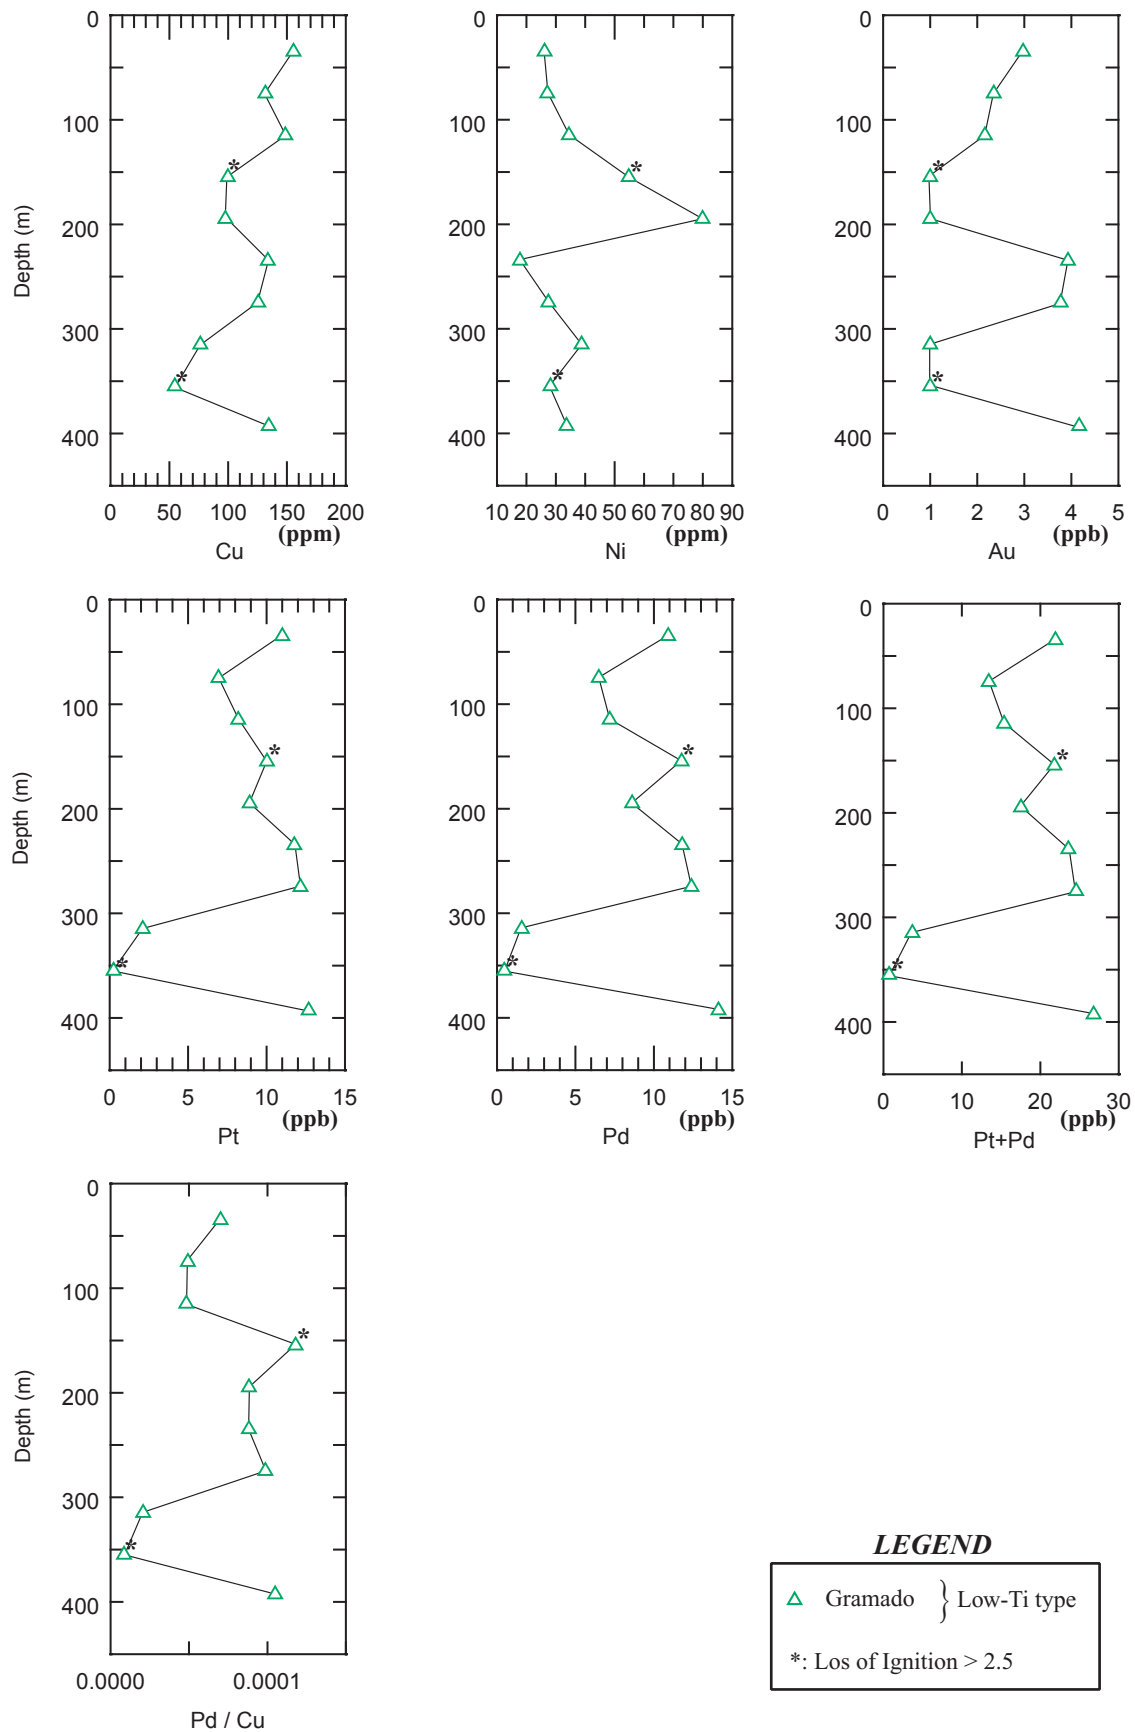 0
100
200
300
400
Depth (m)
0 50 100 150 200
(ppm)
Cu
*
*
0
100
200
300
400
10 20 30 40 50 60 70 80 90
(ppm)
Ni
*
*
0
100
200
300
400
0 1 2 3 4 5
(ppb)
Au
*
*
0
100
200
300
400
Depth (m)
0 5 10 15
(ppb)
Pt
*
*
0
100
200
300
400
0 5 10 15
(ppb)
Pd
*
*
0
100
200
300
400
0 10 20 30
(ppb)
Pt+Pd
*
*
0
100
200
300
400
Depth (m)
0.0000 0.0001
Pd / Cu
*
*
LEGEND
Gramado } Low-Ti type
*: Los of Ignition > 2.5